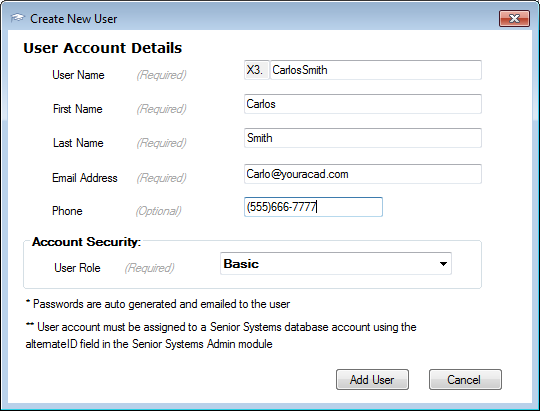 Create New User
User Account Details
User Name (Required) X3. CarlosSmith
First Name (Required) Carlos
Last Name (Required) Smith
Email Address (Required) Carlo@youracad.com
Phone (Optional) (555)666-7777
Account Security:
User Role (Required) Basic
* Passwords are auto generated and emailed to the user
** User account must be assigned to a Senior Systems database account using the
alternateID field in the Senior Systems Admin module
Add User Cancel